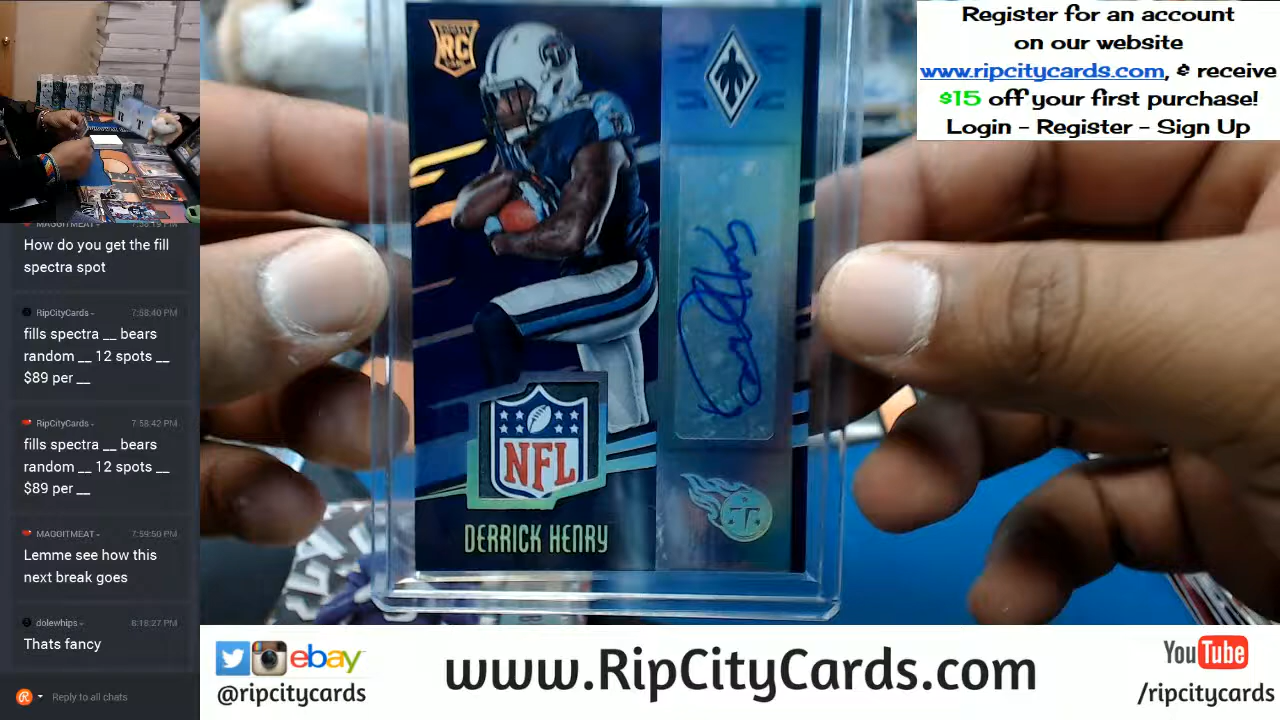 MAGGITMEAT - 7:58:19 PM
How do you get the fill
spectra spot
RipCityCards - 7:58:40 PM
fills spectra __ bears
random __ 12 spots __
$89 per __
RipCityCards - 7:58:42 PM
fills spectra __ bears
random __ 12 spots __
$89 per __
MAGGITMEAT - 7:59:50 PM
Lemme see how this
next break goes
dolewhips - 8:18:27 PM
Thats fancy
Reply to all chats
RC
NFL
DERRICK HENRY
Register for an account
on our website
www.ripcitycards.com, & receive
$15 off your first purchase!
Login - Register - Sign Up
ebay
@ripcitycards
www.RipCityCards.com
YouTube
/ripcitycards